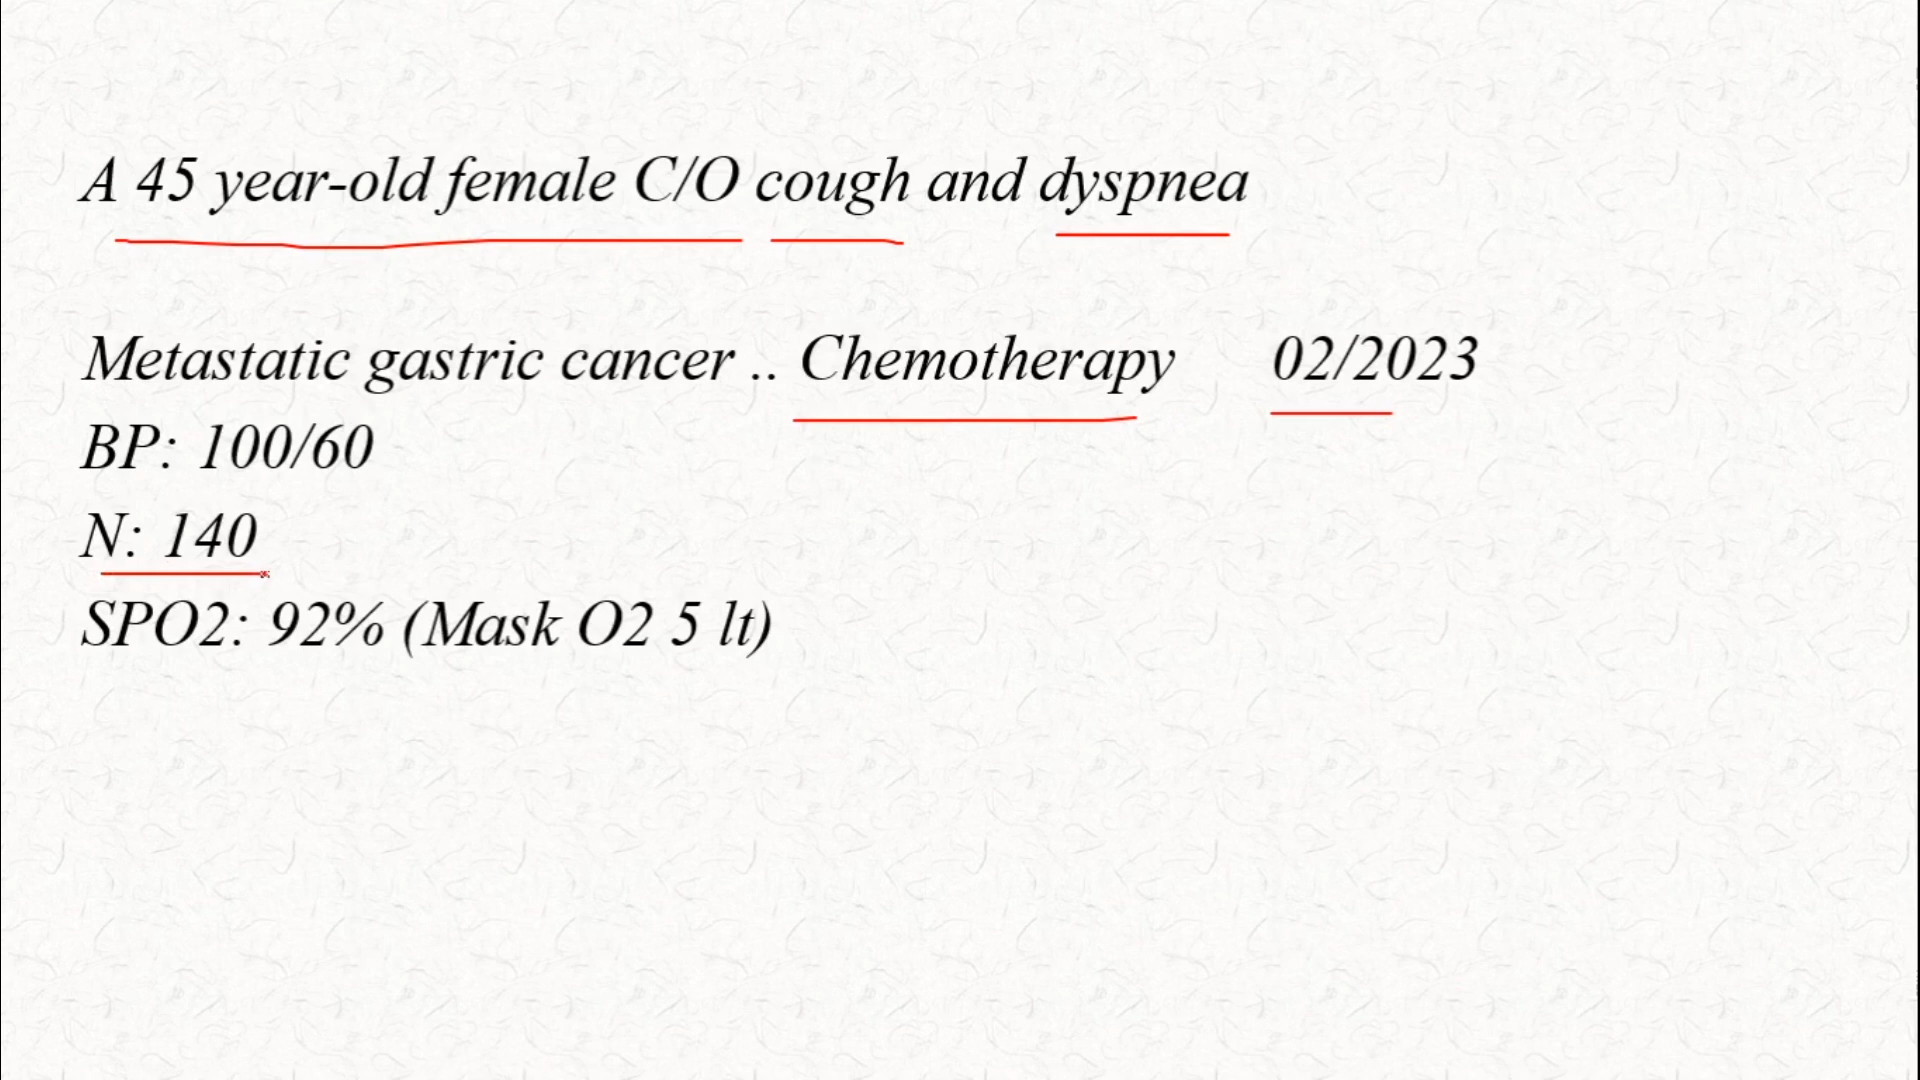 A 45 year-old female C/O cough and dyspnea
Metastatic gastric cancer .. Chemotherapy 02/2023
BP: 100/60
N: 140
SPO2: 92% (Mask O2 5 lt)